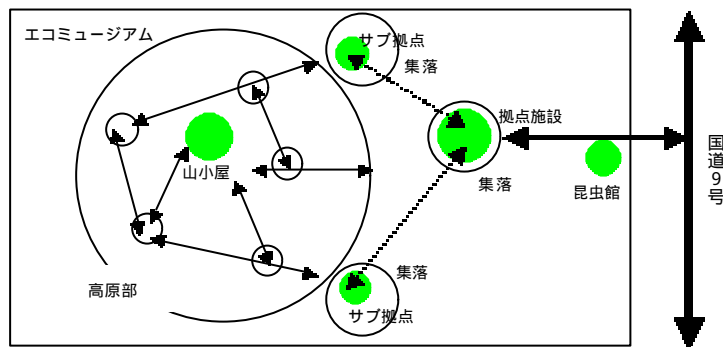 エコミュージアム
サブ拠点
集落
拠点施設
集落
山小屋
昆虫館
国道9号
高原部
集落
サブ拠点